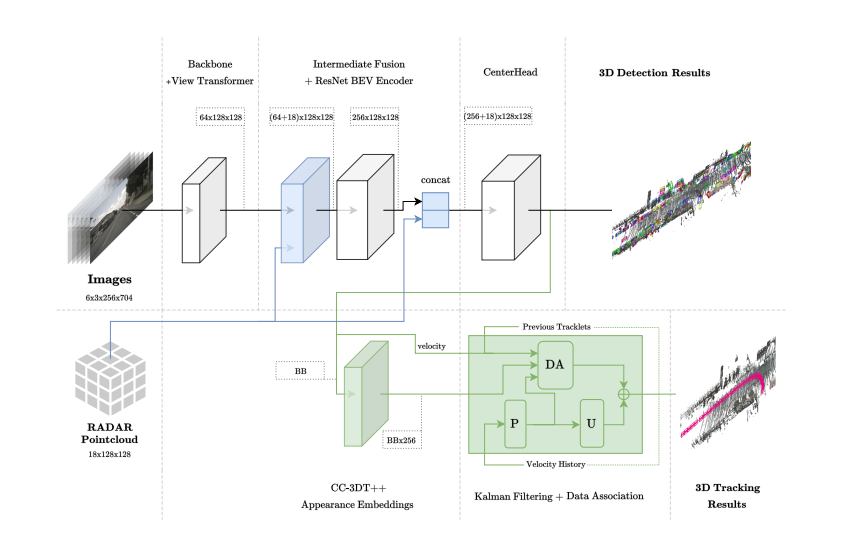 Backbone
+View Transformer
Intermediate Fusion
+ ResNet BEV Encoder
CenterHead
3D Detection Results
64x128x128
(64+18)x128x128
256x128x128
(256+18)x128x128
concat
Images
6x3x256x704
Previous Tracklets
velocity
BB
DA
P
U
BBx256
RADAR
Pointcloud
18x128x128
Velocity History
CC-3DT++
Appearance Embeddings
Kalman Filtering + Data Association
3D Tracking
Results